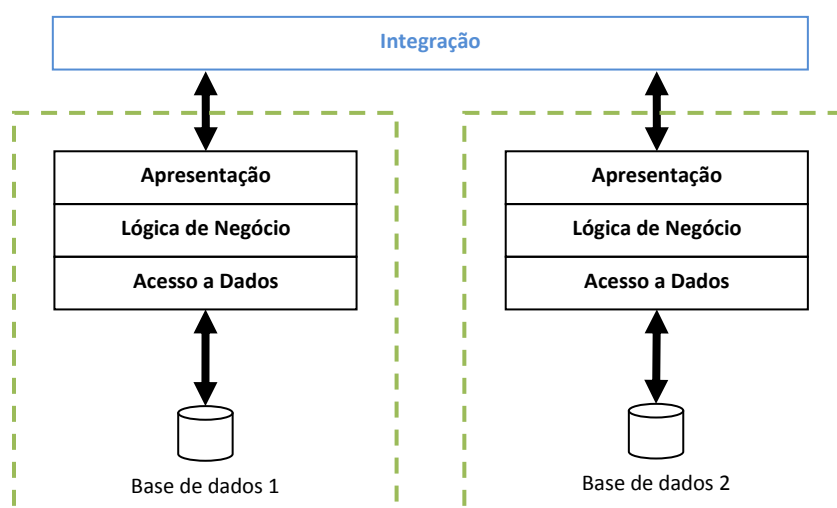 Integração
Apresentação
Lógica de Negócio
Acesso a Dados
Base de dados 1
Apresentação
Lógica de Negócio
Acesso a Dados
Base de dados 2